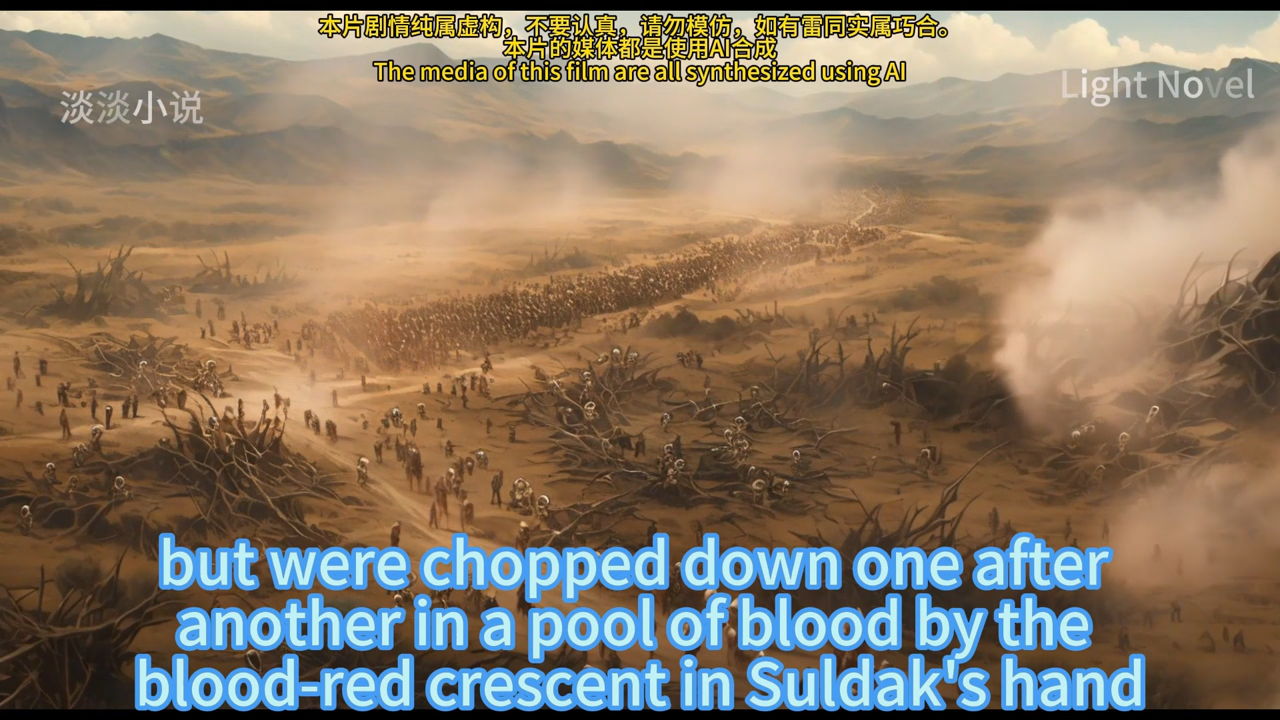 本片剧情纯属虚构，不要认真，请勿模仿，如有雷同实属巧合。
本片的媒体都是使用AI合成
The media of this film are all synthesized using AI
淡淡小说
Light Novel
but were chopped down one after
another in a pool of blood by the
blood-red crescent in Suldak's hand